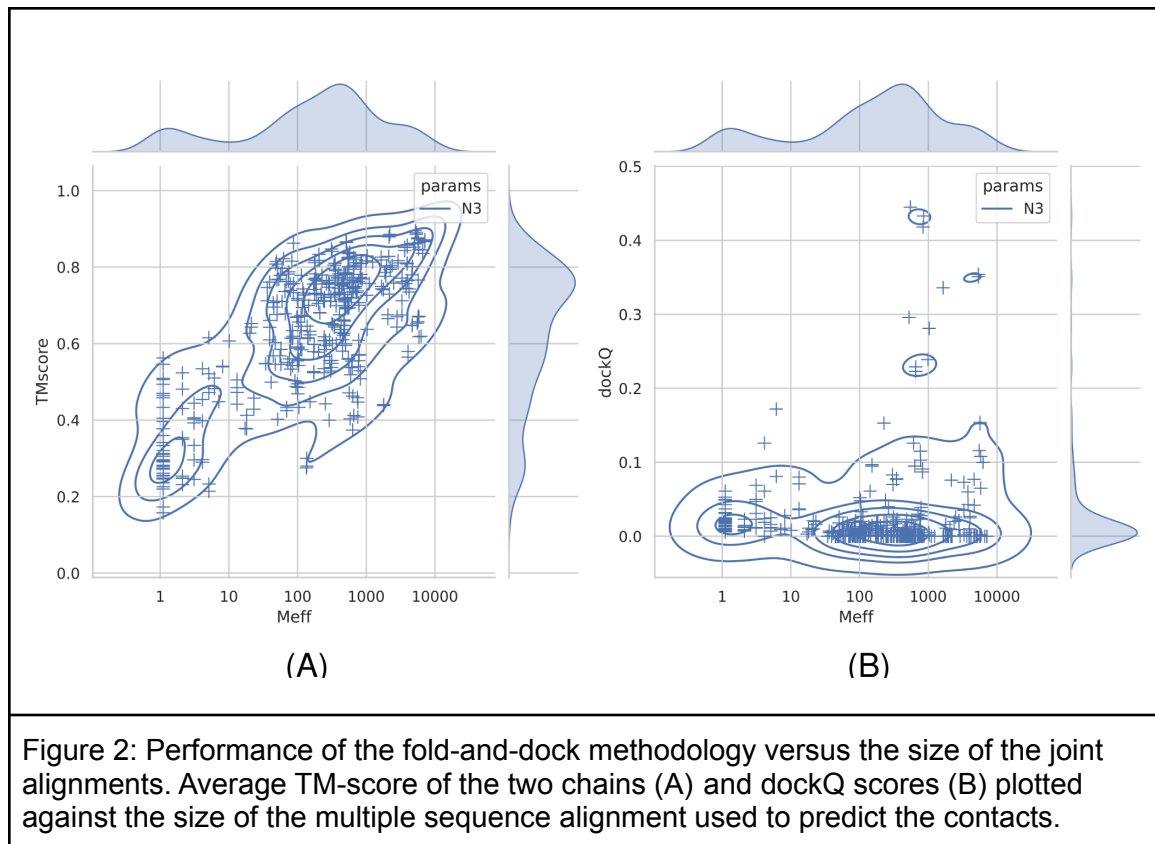 TMscore
1.0
0.8
0.6
0.4
0.2
0.0
params
N3
1 10 100 1000 10000
Meff
(A)
dockQ
0.5
0.4
0.3
0.2
0.1
0.0
params
N3
1 10 100 1000 10000
Meff
(B)
Figure 2: Performance of the fold-and-dock methodology versus the size of the joint
alignments. Average TM-score of the two chains (A) and dockQ scores (B) plotted
against the size of the multiple sequence alignment used to predict the contacts.